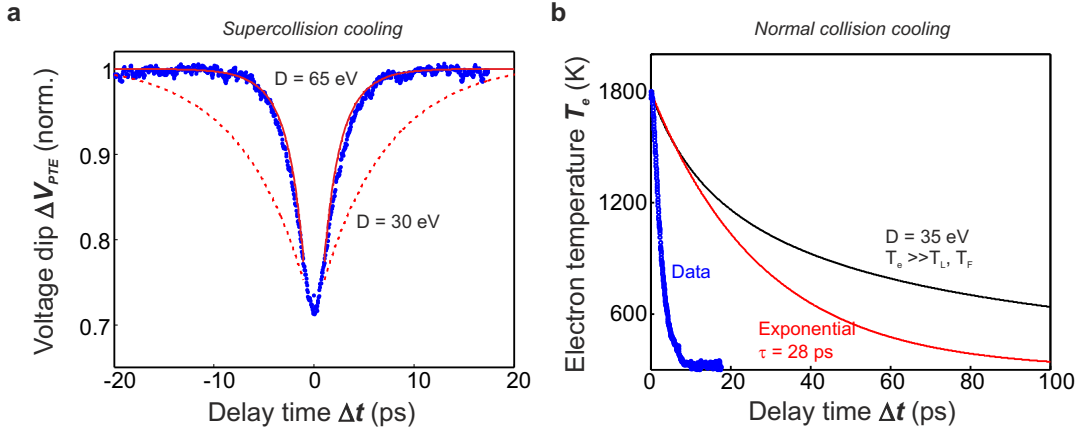 a
Supercollision cooling
Voltage dip ΔV_PTE (norm.)
1
0.9
0.8
0.7
D = 65 eV
D = 30 eV
-20
-10
0
10
20
Delay time Δt (ps)
b
Normal collision cooling
Electron temperature T_e (K)
1800
1200
600
D = 35 eV
T_e >>T_L, T_F
Data
Exponential
τ = 28 ps
0
20
40
60
80
100
Delay time Δt (ps)